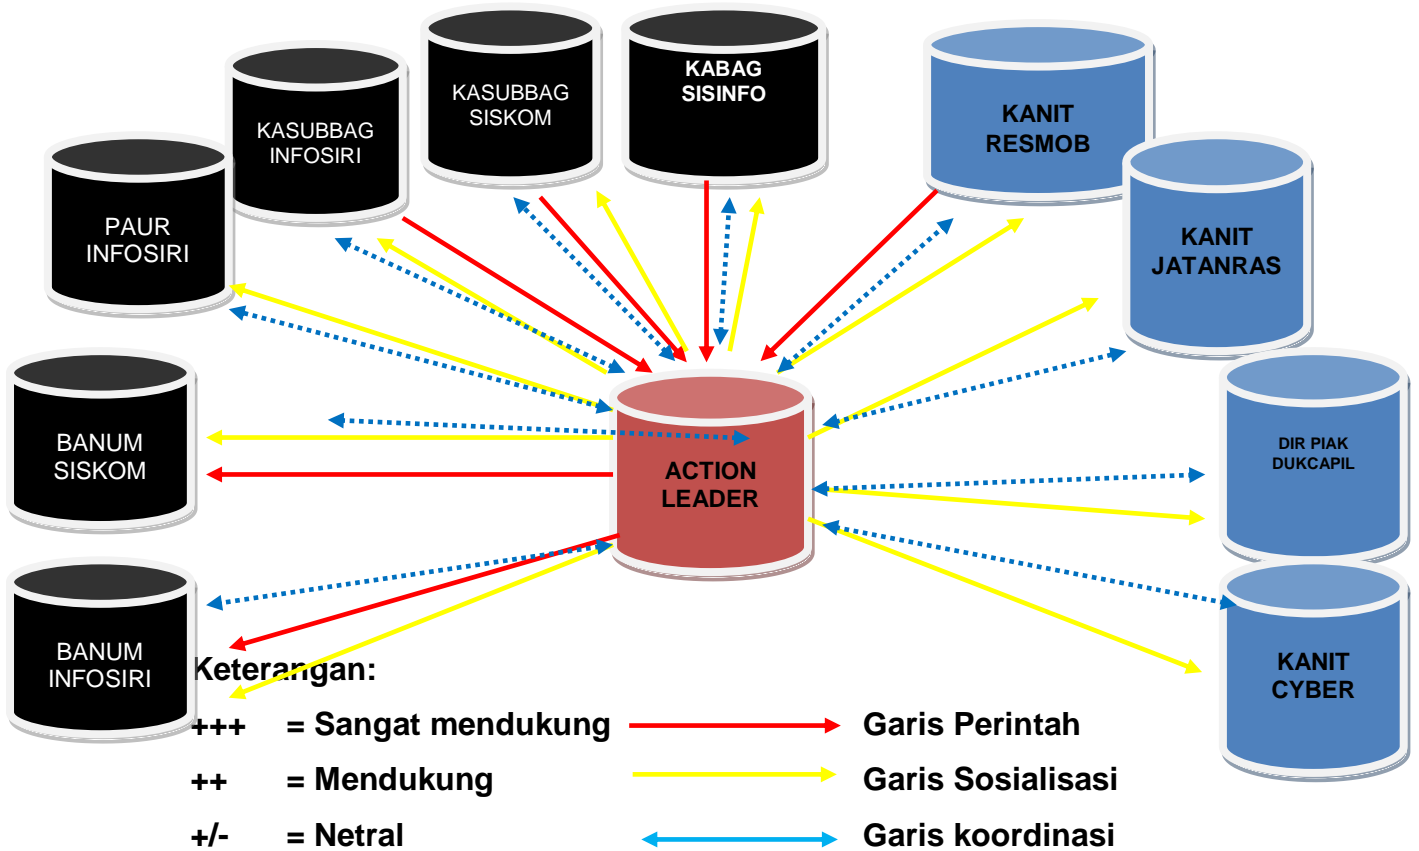 KABAG
SISINFO
KASUBBAG
SISKOM
KASUBBAG
INFOSIRI
PAUR
INFOSIRI
BANUM
SISKOM
BANUM
INFOSIRI
KANIT
RESMOB
KANIT
JATANRAS
DIR PIAK
DUKCAPIL
KANIT
CYBER
ACTION
LEADER
Keterangan:
+++ = Sangat mendukung Garis Perintah
++ = Mendukung Garis Sosialisasi
+/- = Netral Garis koordinasi